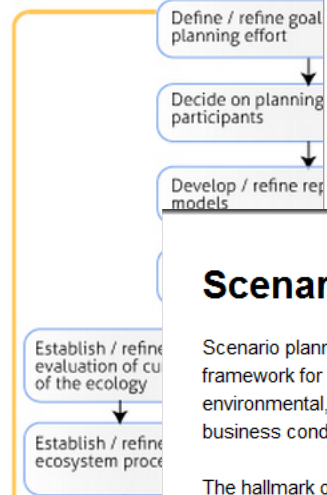 Define / refine goal
planning effort
Decide on planning
participants
Develop / refine rep
models
Scenar
Establish / refine
evaluation of cu
of the ecology
Scenario plann
framework for
environmental,
business cond
Establish / refine
ecosystem proce
The hallmark o